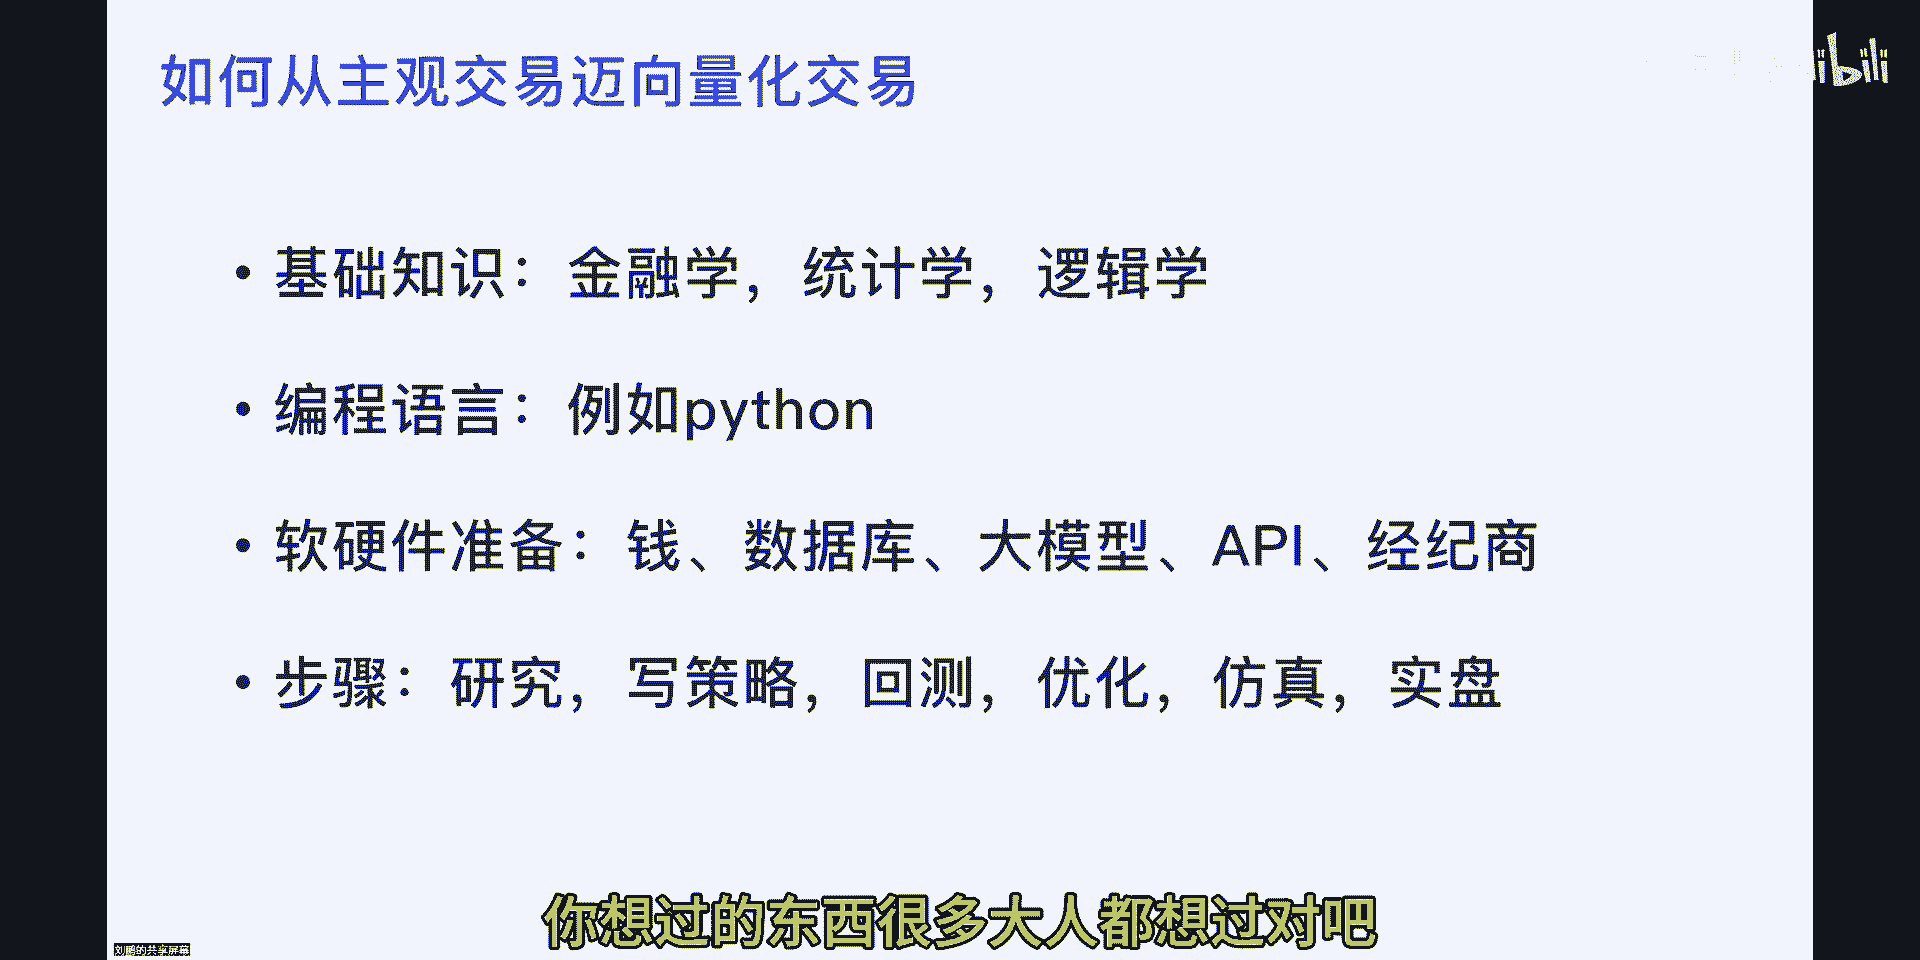 如何从主观交易迈向量化交易
ibili
• 基础知识：金融学，统计学，逻辑学
• 编程语言：例如python
• 软硬件准备：钱、数据库、大模型、API、经纪商
• 步骤：研究，写策略，回测，优化，仿真，实盘
你想过的东西很多大人都想过对吧
刘鹏的共享屏幕